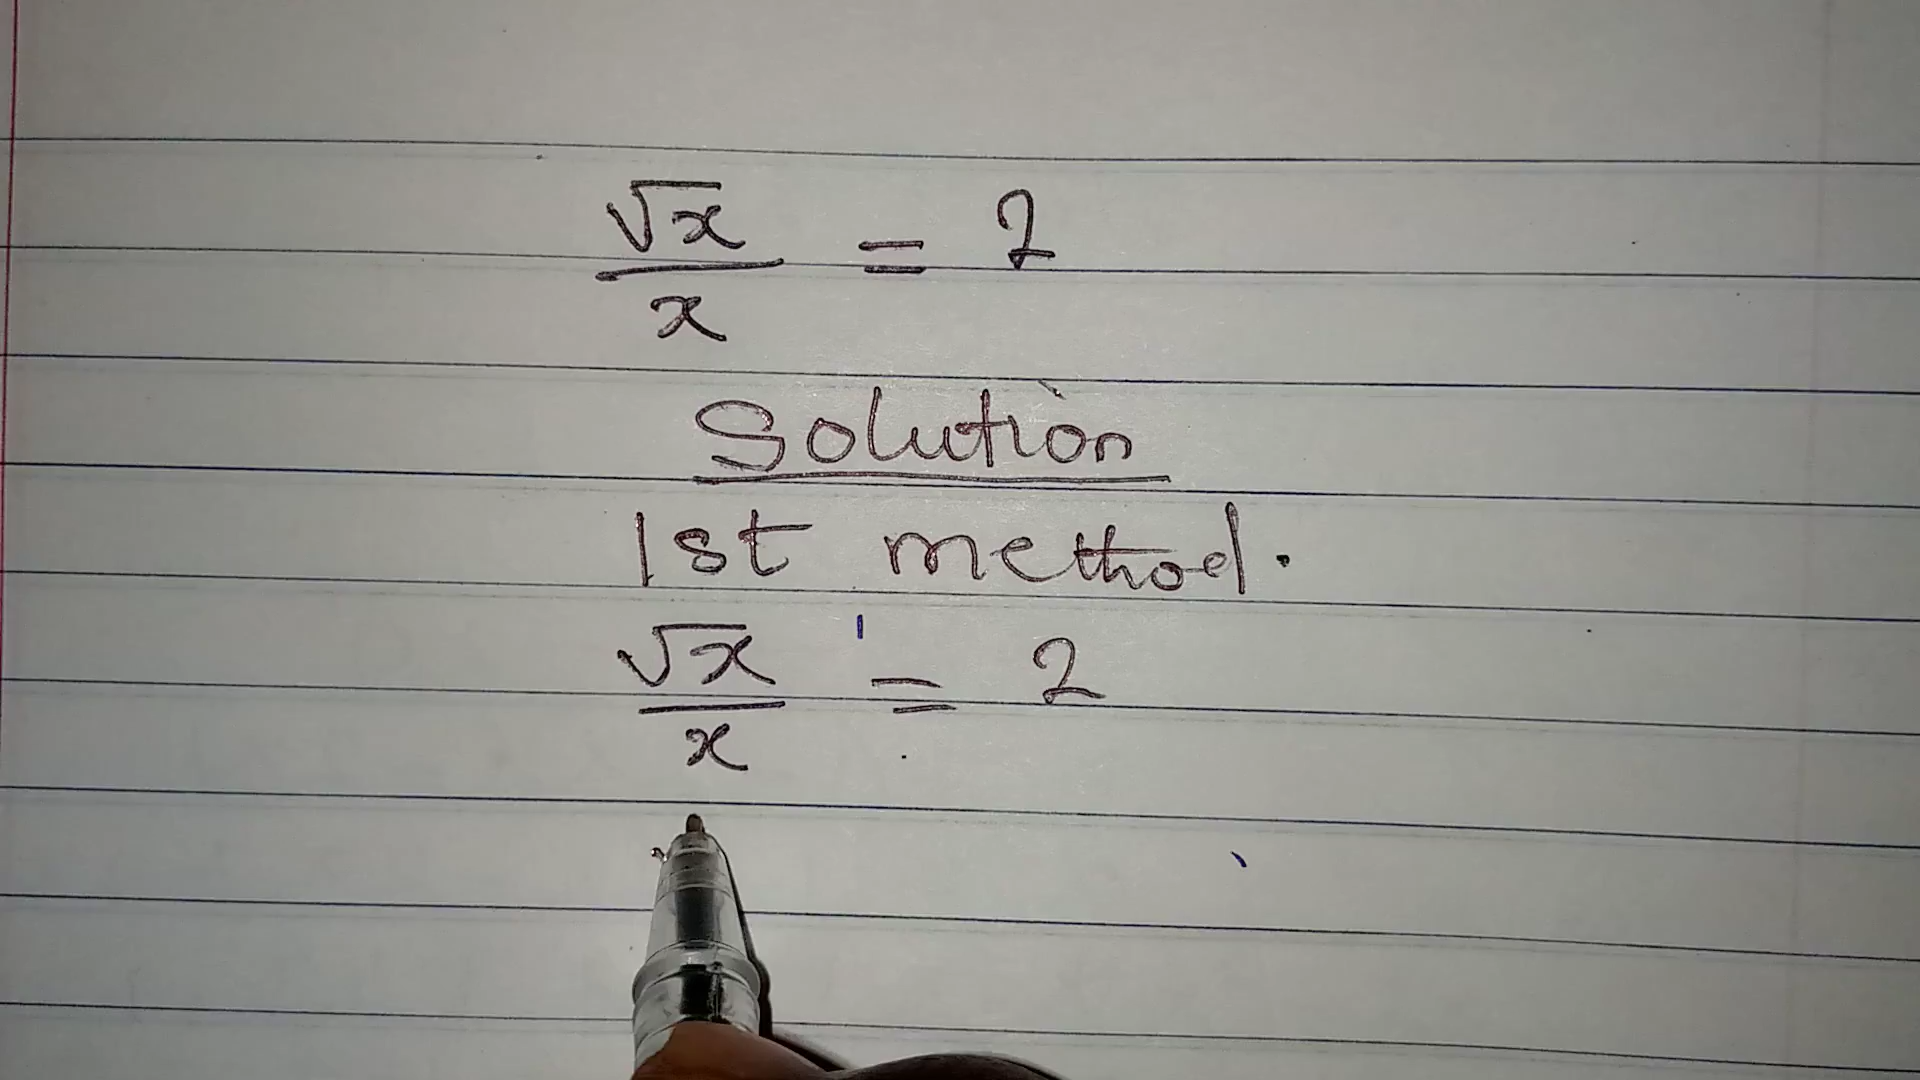 √x/x = 2
Solution
1st method.
√x/x = 2